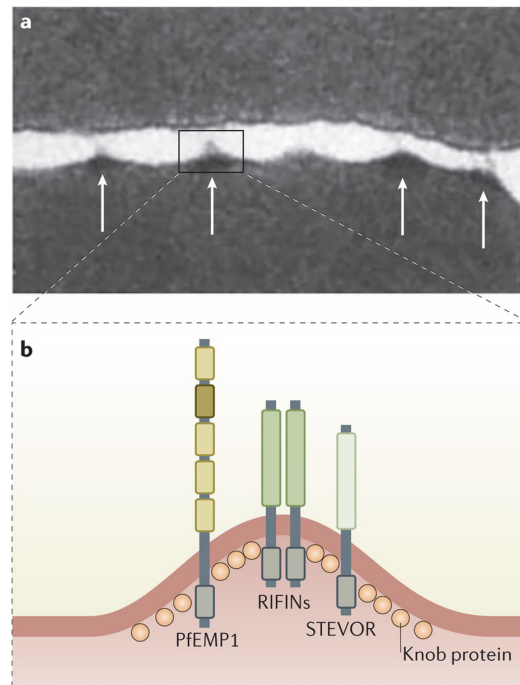 a
b
RIFINs
STEVOR
PfEMP1
Knob protein